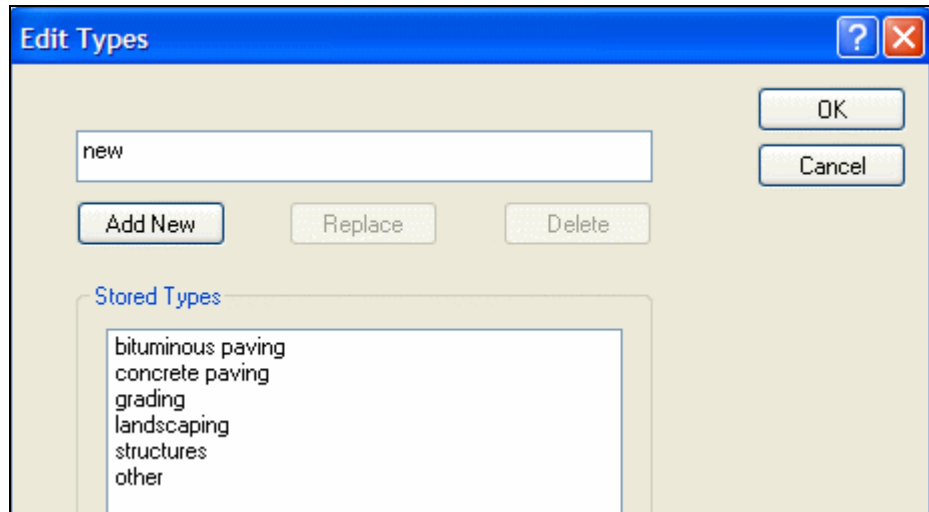 Edit Types
?
OK
new
Cancel
Add New Replace Delete
Stored Types
bituminous paving
concrete paving
grading
landscaping
structures
other